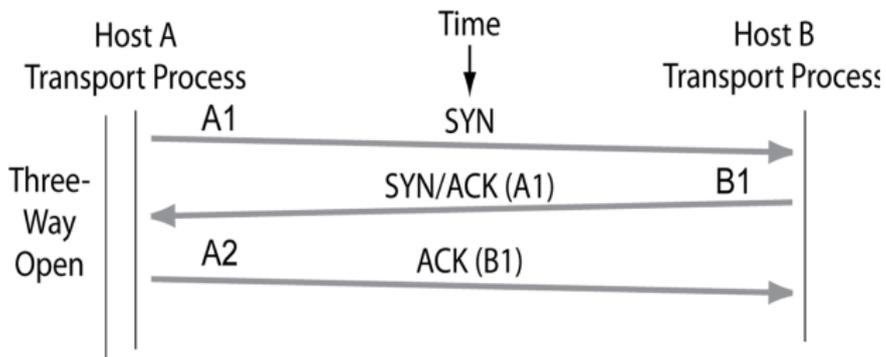 Host A
Transport Process
Time
Host B
Transport Process
A1
SYN
Three-
Way
Open
SYN/ACK (A1)
B1
A2
ACK (B1)